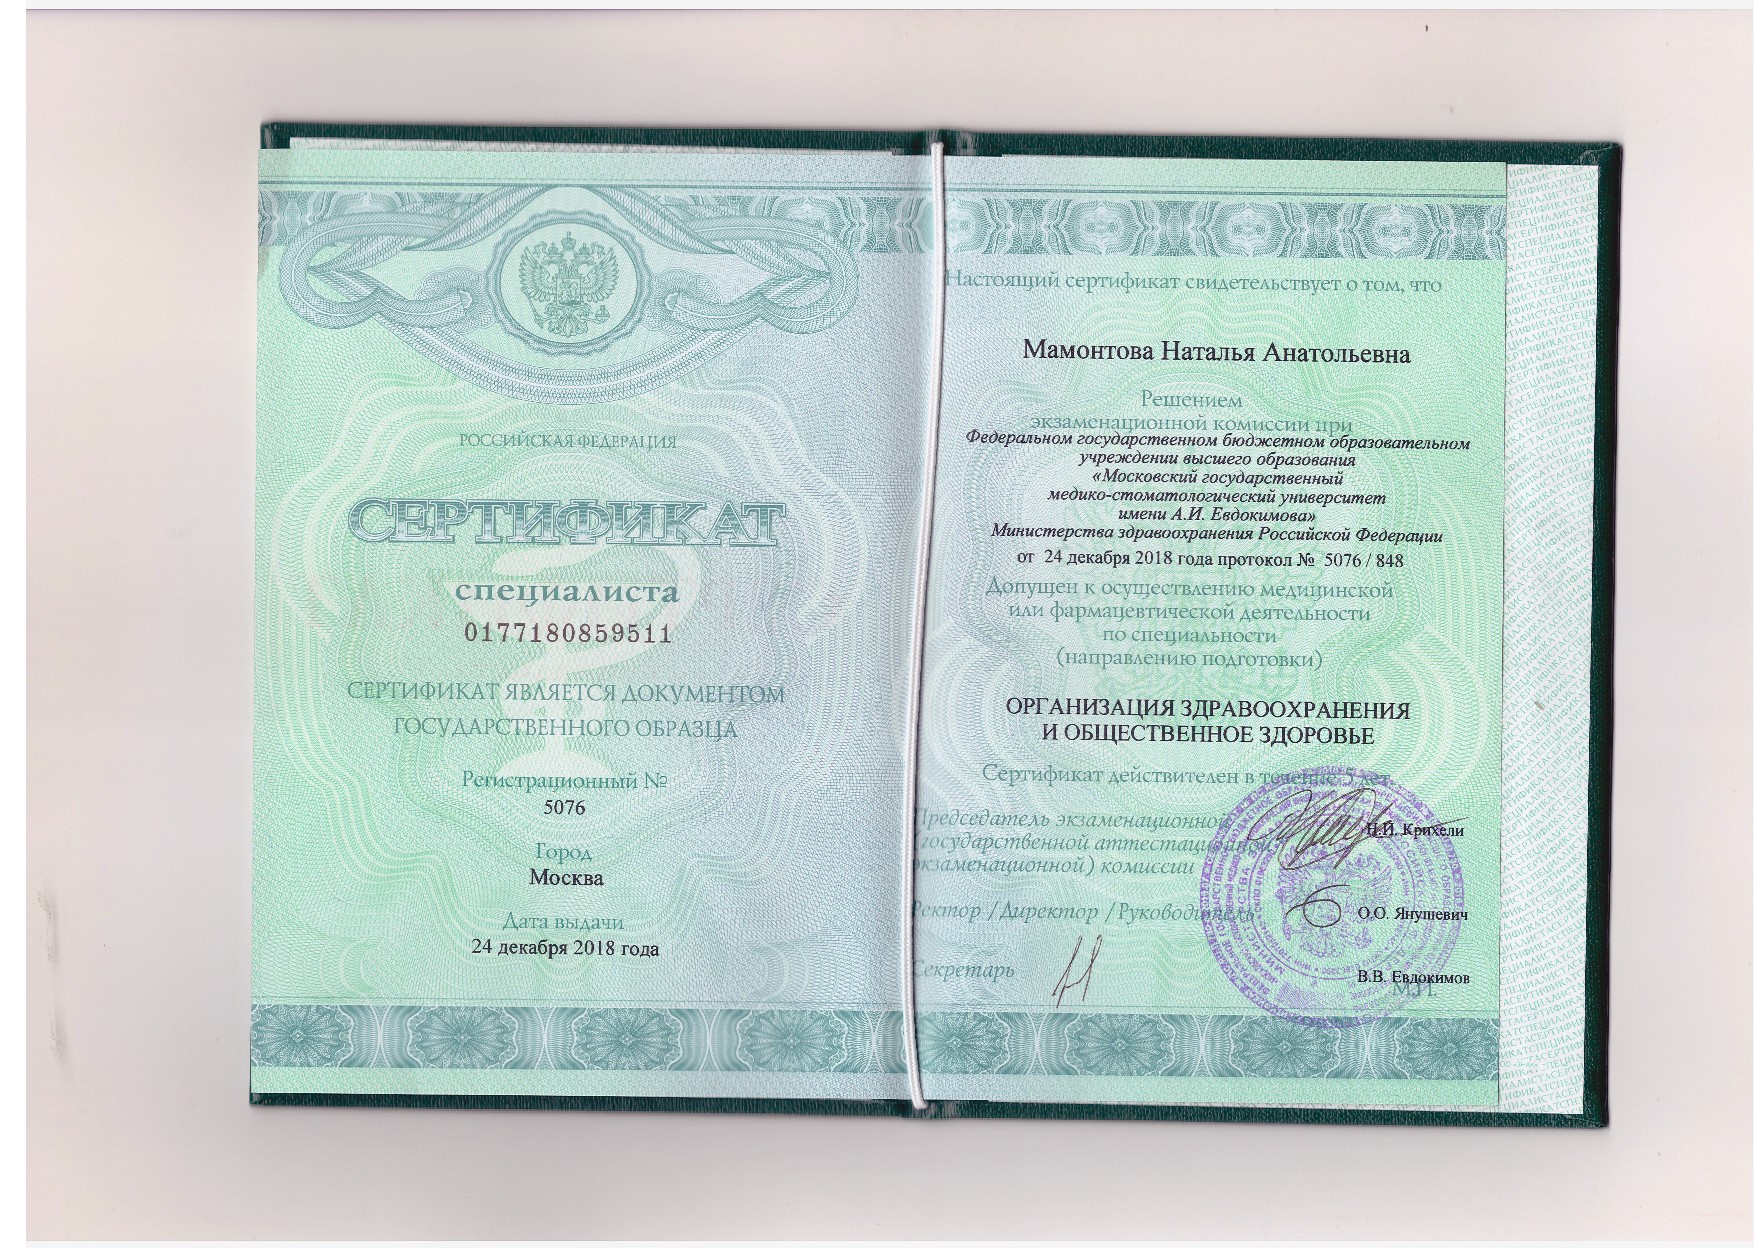 РОССИЙСКАЯ ФЕДЕРАЦИЯ
СЕРТИФИКАТ
специалиста
0177180859511
СЕРТИФИКАТ ЯВЛЯЕТСЯ ДОКУМЕНТОМ
ГОСУДАРСТВЕННОГО ОБРАЗЦА
Регистрационный №
5076
Город
Москва
Дата выдачи
24 декабря 2018 года
Настоящий сертификат свидетельствует о том, что
Мамонтова Наталья Анатольевна
Решением
экзаменационной комиссии при
Федеральном государственном бюджетном образовательном
учреждении высшего образования
«Московский государственный
медико-стоматологический университет
имени А.И. Евдокимова»
Министерства здравоохранения Российской Федерации
от 24 декабря 2018 года протокол № 5076 / 848
Допущен к осуществлению медицинской
или фармацевтической деятельности
по специальности
(направлению подготовки)
ОРГАНИЗАЦИЯ ЗДРАВООХРАНЕНИЯ
И ОБЩЕСТВЕННОЕ ЗДОРОВЬЕ
Сертификат действителен в течение 5 лет
Председатель экзаменационной
(государственной аттестационной
экзаменационной) комиссии
Н.И. Крихели
Ректор /Директор /Руководитель
О.О. Янушевич
Секретарь
В.В. Евдокимов
М.П.